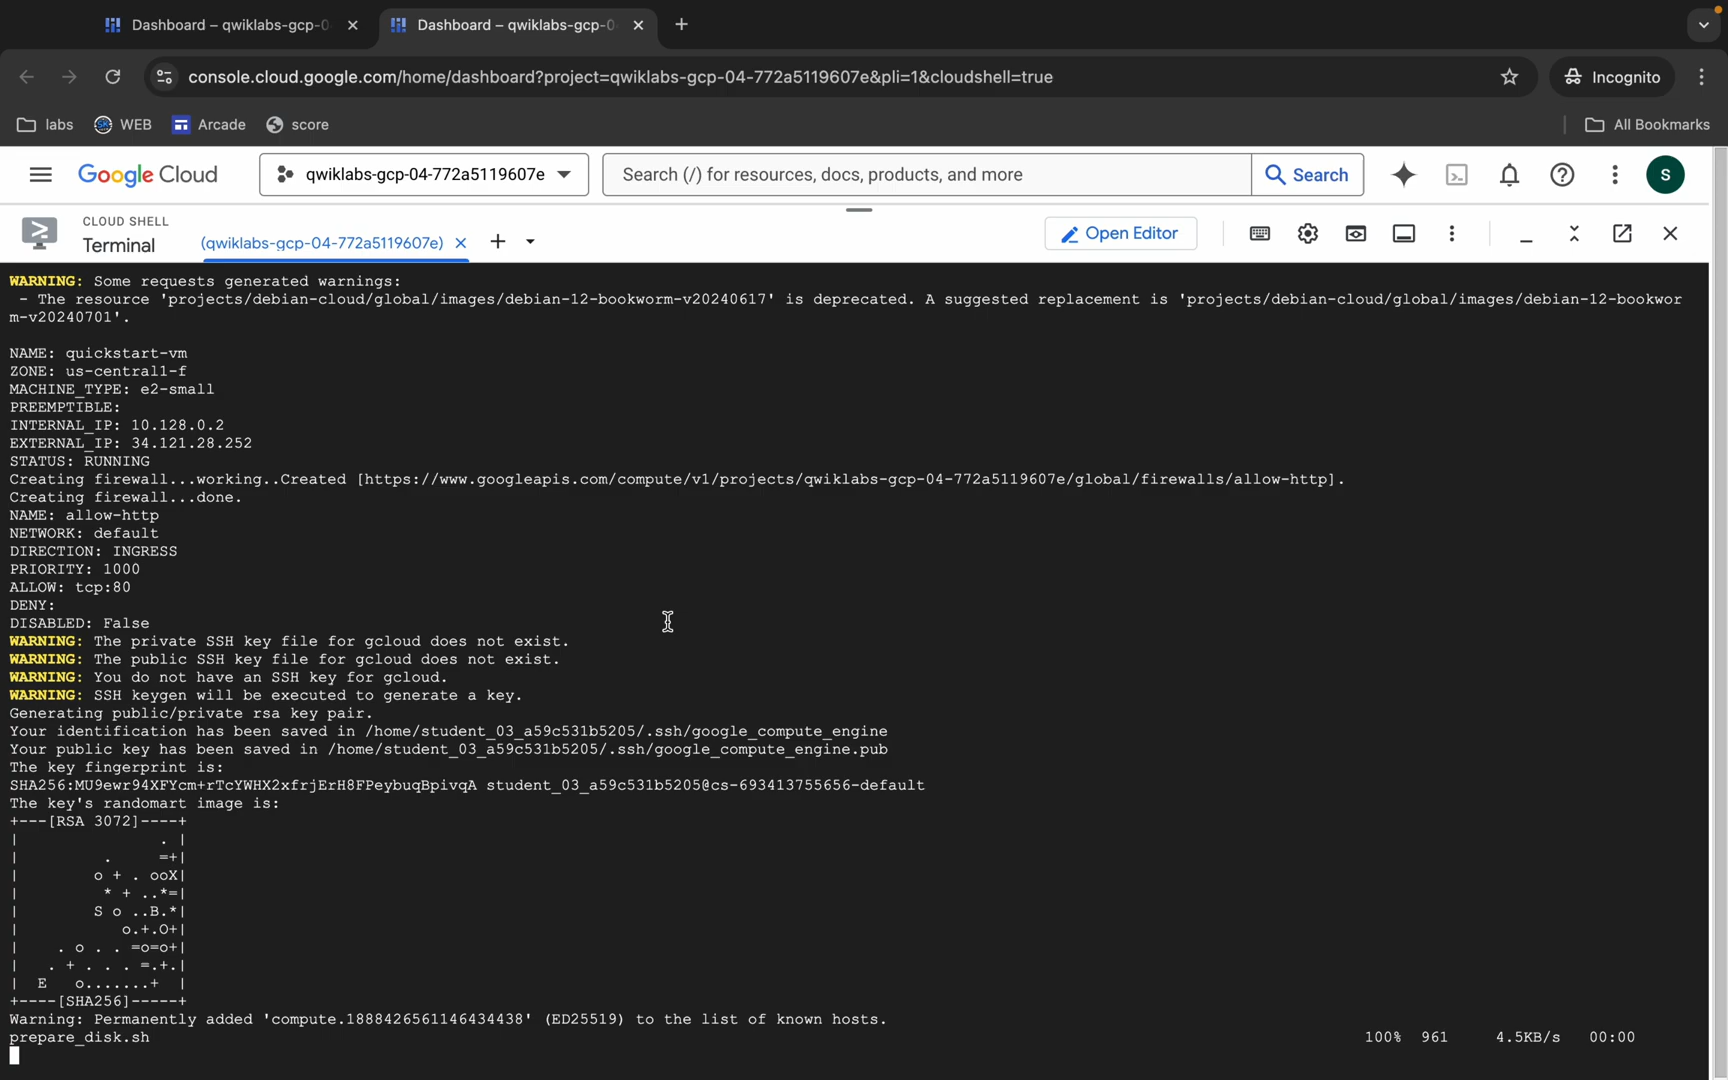 Dashboard – qwiklabs-gcp-0
Dashboard – qwiklabs-gcp-0
console.cloud.google.com/home/dashboard?project=qwiklabs-gcp-04-772a5119607e&pli=1&cloudshell=true
Incognito
labs
WEB
Arcade
score
All Bookmarks
Google Cloud
qwiklabs-gcp-04-772a5119607e
Search (/) for resources, docs, products, and more
Search
S
CLOUD SHELL
Terminal
(qwiklabs-gcp-04-772a5119607e)
Open Editor
WARNING: Some requests generated warnings:
 - The resource 'projects/debian-cloud/global/images/debian-12-bookworm-v20240617' is deprecated. A suggested replacement is 'projects/debian-cloud/global/images/debian-12-bookwor
m-v20240701'.
NAME: quickstart-vm
ZONE: us-central1-f
MACHINE_TYPE: e2-small
PREEMPTIBLE:
INTERNAL_IP: 10.128.0.2
EXTERNAL_IP: 34.121.28.252
STATUS: RUNNING
Creating firewall...working..Created [https://www.googleapis.com/compute/v1/projects/qwiklabs-gcp-04-772a5119607e/global/firewalls/allow-http].
Creating firewall...done.
NAME: allow-http
NETWORK: default
DIRECTION: INGRESS
PRIORITY: 1000
ALLOW: tcp:80
DENY:
DISABLED: False
WARNING: The private SSH key file for gcloud does not exist.
WARNING: The public SSH key file for gcloud does not exist.
WARNING: You do not have an SSH key for gcloud.
WARNING: SSH keygen will be executed to generate a key.
Generating public/private rsa key pair.
Your identification has been saved in /home/student_03_a59c531b5205/.ssh/google_compute_engine
Your public key has been saved in /home/student_03_a59c531b5205/.ssh/google_compute_engine.pub
The key fingerprint is:
SHA256:MU9ewr94XFYcm+rTcYWHX2xfrjErH8FPeybuqBpivqA student_03_a59c531b5205@cs-693413755656-default
The key's randomart image is:
+---[RSA 3072]----+
|                . |
|          .     =+|
|         o + . ooX|
|          * + ..*=|
|         S o ..B.*|
|            o.+.O+|
|     . o . . =o=o+|
|    . + . . . =.+.|
|   E   o.......+  |
+----[SHA256]-----+
Warning: Permanently added 'compute.1888426561146434438' (ED25519) to the list of known hosts.
prepare_disk.sh 100% 961 4.5KB/s 00:00